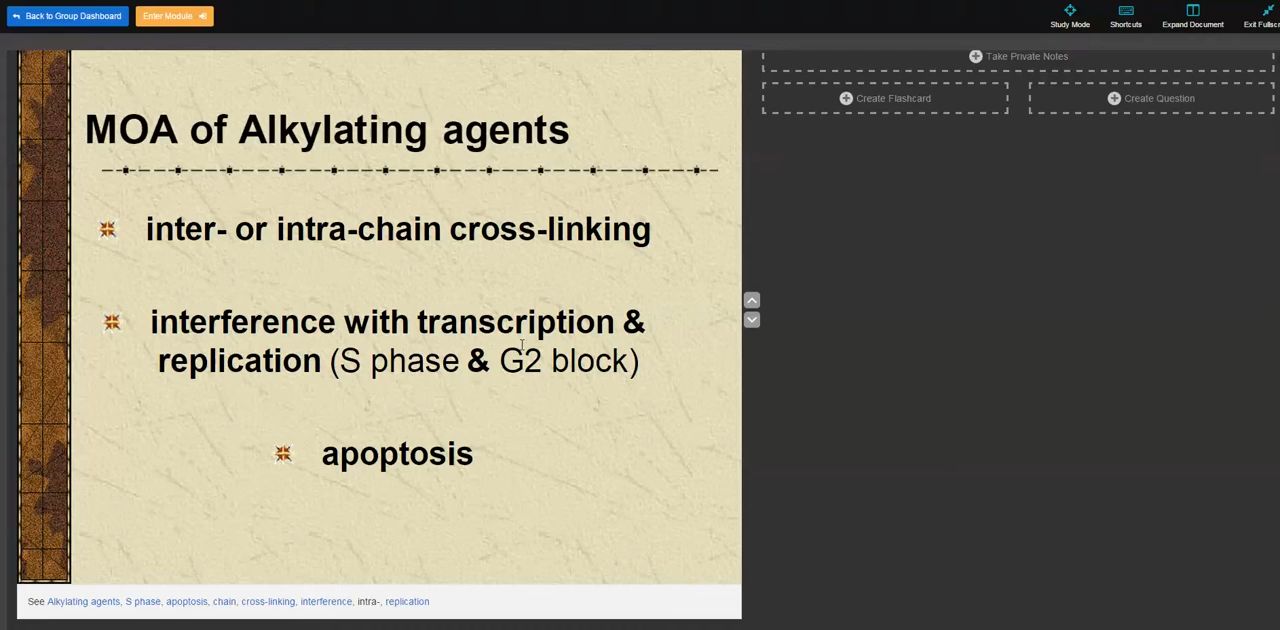 Back to Group Dashboard
Enter Module
Study Mode
Shortcuts
Expand Document
Exit Fullscr
Take Private Notes
Create Flashcard
Create Question
MOA of Alkylating agents
inter- or intra-chain cross-linking
interference with transcription &
replication (S phase & G2 block)
apoptosis
See Alkylating agents, S phase, apoptosis, chain, cross-linking, interference, intra-, replication